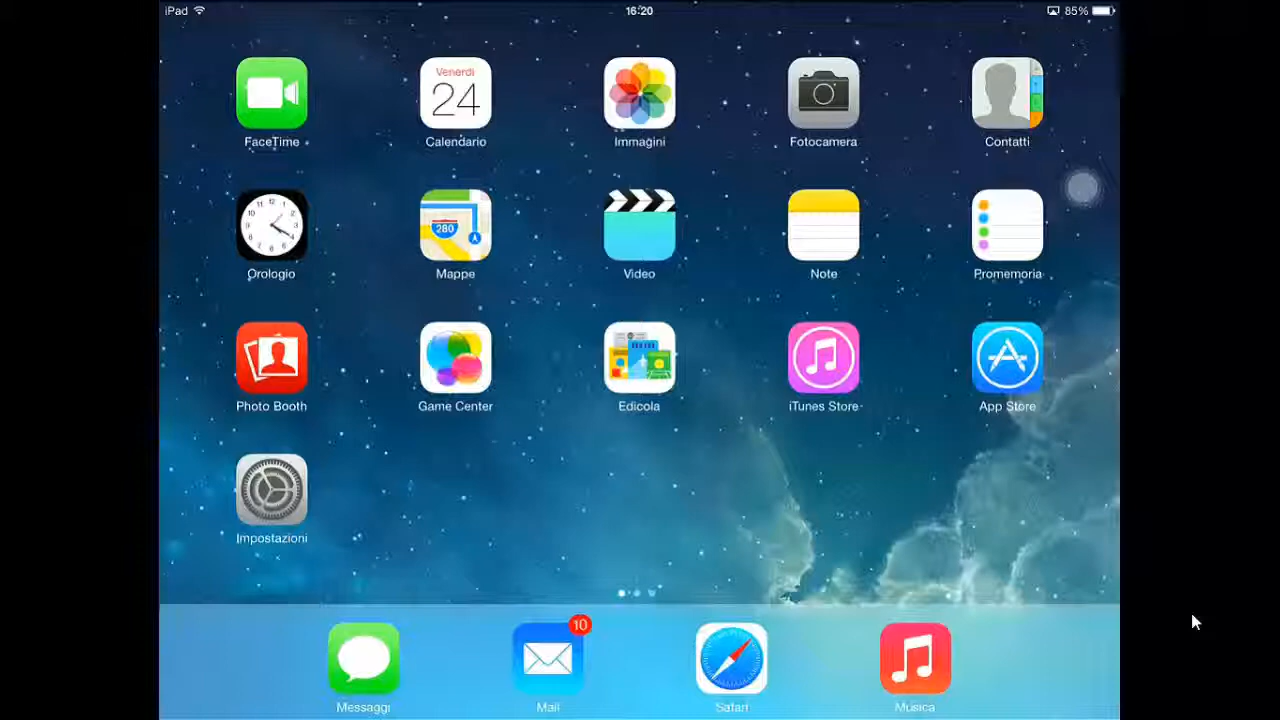 iPad 16:20 85%
Venerdì
24
FaceTime Calendario Immagini Fotocamera Contatti
280
Orologio Mappe Video Note Promemoria
Photo Booth Game Center Edicola iTunes Store App Store
Impostazioni
10
Messaggi Mail Safari Musica